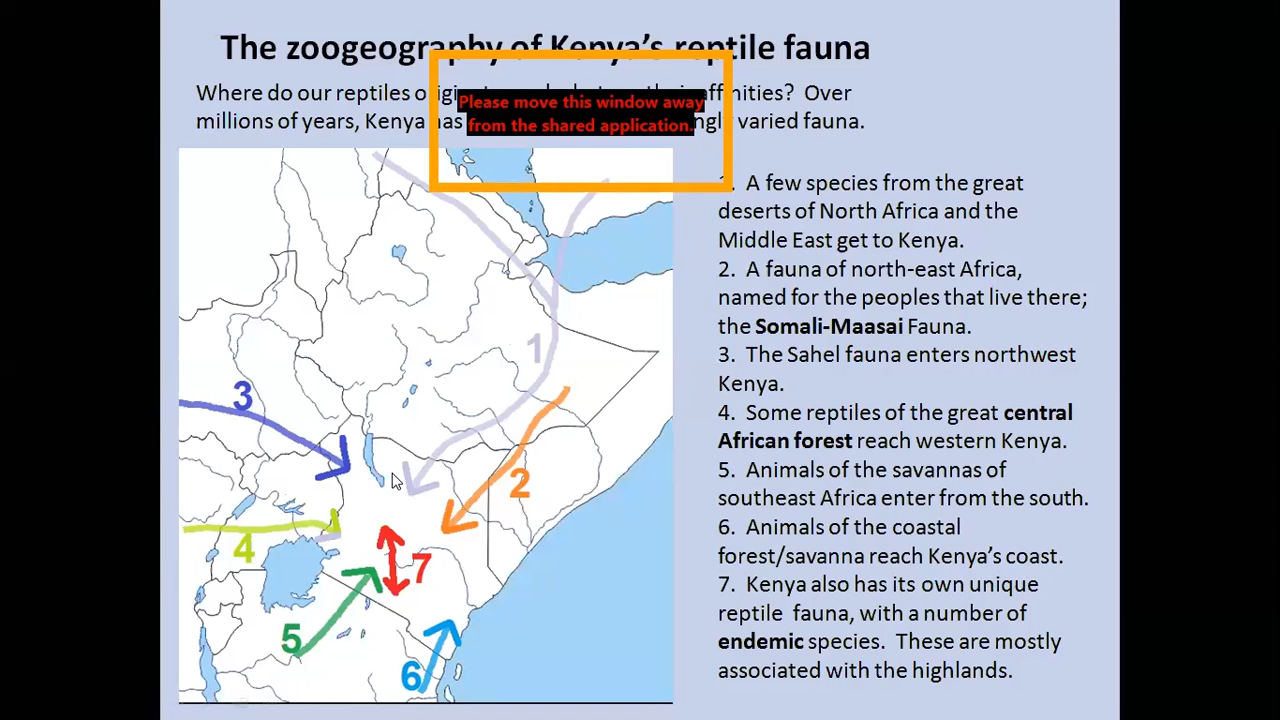 The zoogeography of Kenya's reptile fauna
Where do our reptiles affinities? Over
millions of years, Kenya has varied fauna.
Please move this window away
from the shared application.
1
2
3
4
5
6
7
1. A few species from the great
deserts of North Africa and the
Middle East get to Kenya.
2. A fauna of north-east Africa,
named for the peoples that live there;
the Somali-Maasai Fauna.
3. The Sahel fauna enters northwest
Kenya.
4. Some reptiles of the great central
African forest reach western Kenya.
5. Animals of the savannas of
southeast Africa enter from the south.
6. Animals of the coastal
forest/savanna reach Kenya's coast.
7. Kenya also has its own unique
reptile fauna, with a number of
endemic species. These are mostly
associated with the highlands.